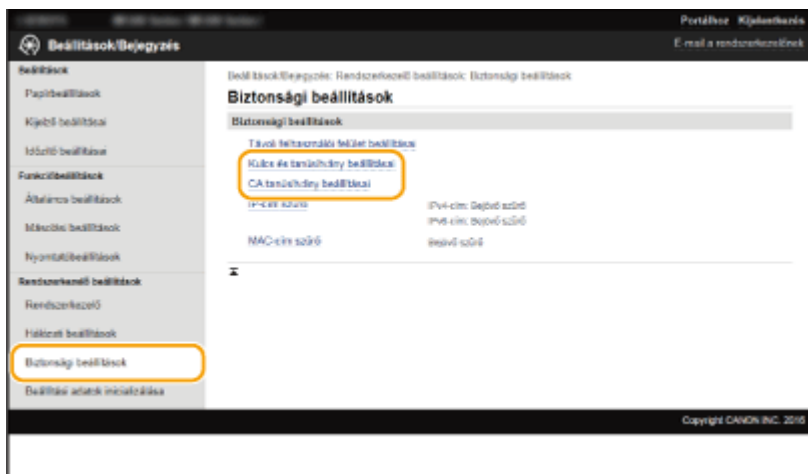 Portálhoz Kijelentkezés
Beállítások/Bejegyzés
E-mail a rendszerkezelőnek
Beállítások
Papírbeállítások
Kijelző beállításai
Időzítő beállításai
Funkcióbeállítások
Általános beállítások
Másolási beállítások
Nyomtatóbeállítások
Rendszerkezelő beállítások
Rendszerkezelő
Hálózati beállítások
Biztonsági beállítások
Beállítási adatok inicializálása
Beállítások/Bejegyzés: Rendszerkezelő beállítások: Biztonsági beállítások
Biztonsági beállítások
Biztonsági beállítások
Távoli felhasználói felület beállításai
Kulcs és tanúsítvány beállításai
CA tanúsítvány beállításai
IP-cím szűrő
IPv4-cím: Bejövő szűrő
IPv6-cím: Bejövő szűrő
MAC-cím szűrő
Bejövő szűrő
Copyright CANON INC. 2016